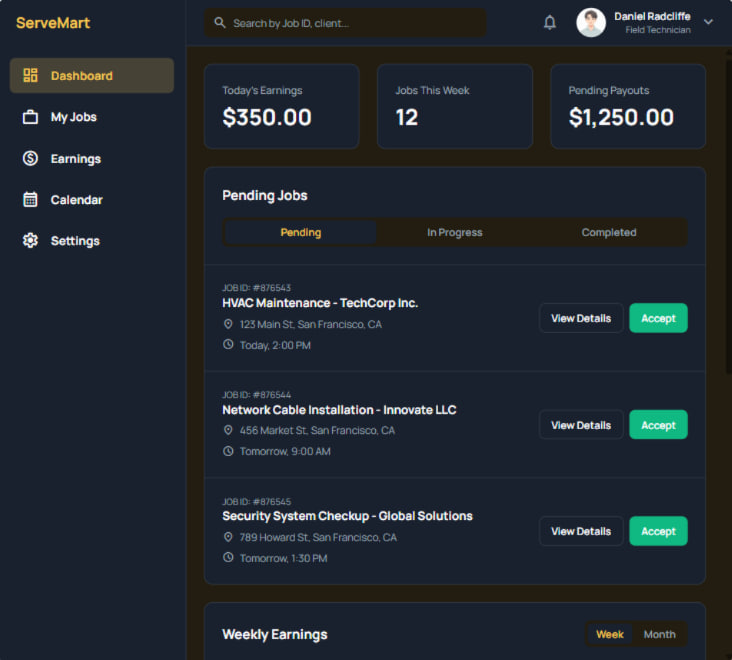 ServeMart
Search by Job ID, client...
Daniel Radcliffe
Field Technician
Dashboard
My Jobs
Earnings
Calendar
Settings
Today's Earnings
$350.00
Jobs This Week
12
Pending Payouts
$1,250.00
Pending Jobs
Pending
In Progress
Completed
JOB ID: #876543
HVAC Maintenance - TechCorp Inc.
123 Main St, San Francisco, CA
Today, 2:00 PM
View Details
Accept
JOB ID: #876544
Network Cable Installation - Innovate LLC
456 Market St, San Francisco, CA
Tomorrow, 9:00 AM
View Details
Accept
JOB ID: #876545
Security System Checkup - Global Solutions
789 Howard St, San Francisco, CA
Tomorrow, 1:30 PM
View Details
Accept
Weekly Earnings
Week
Month